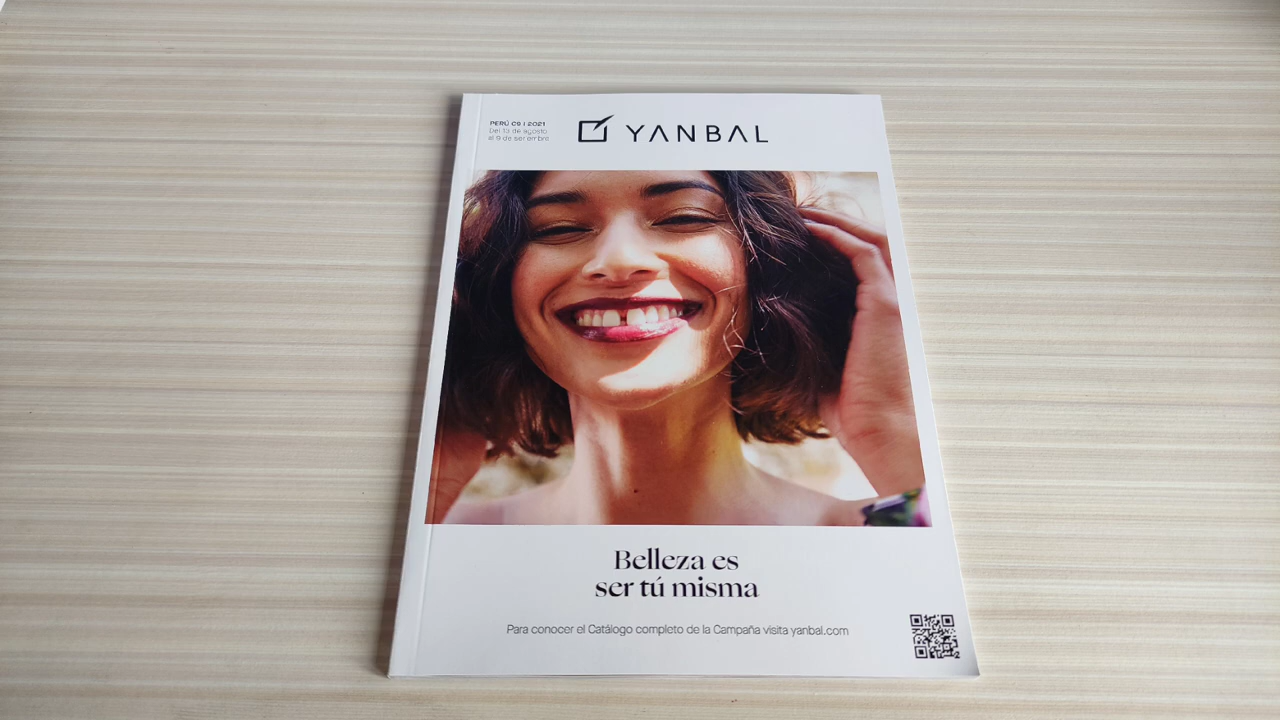 PERÚ C9 | 2021
Del 13 de agosto
al 9 de setiembre
YANBAL
Belleza es
ser tú misma
Para conocer el Catálogo completo de la Campaña visita yanbal.com